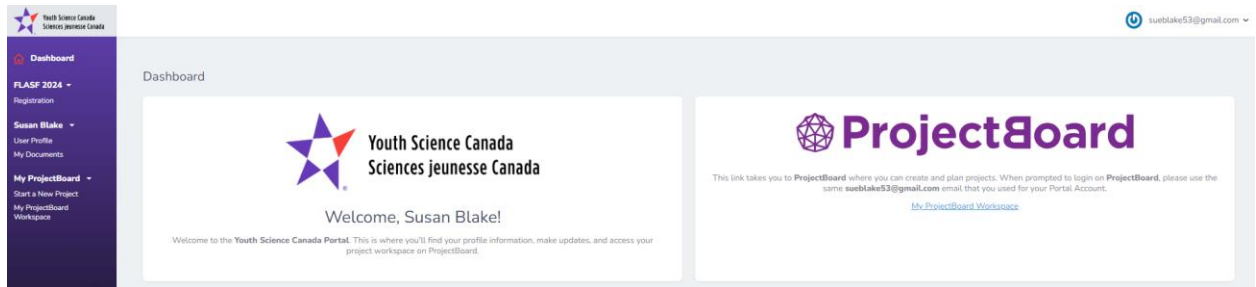 Youth Science Canada
Sciences jeunesse Canada
sueblake53@gmail.com
Dashboard
FLASF 2024
Registration
Susan Blake
User Profile
My Documents
My ProjectBoard
Start a New Project
My ProjectBoard
Workspace
Dashboard
Youth Science Canada
Sciences jeunesse Canada
Welcome, Susan Blake!
Welcome to the Youth Science Canada Portal. This is where you'll find your profile information, make updates, and access your
project workspace on ProjectBoard.
ProjectBoard
This link takes you to ProjectBoard where you can create and plan projects. When prompted to login on ProjectBoard, please use the
same sueblake53@gmail.com email that you used for your Portal Account.
My ProjectBoard Workspace